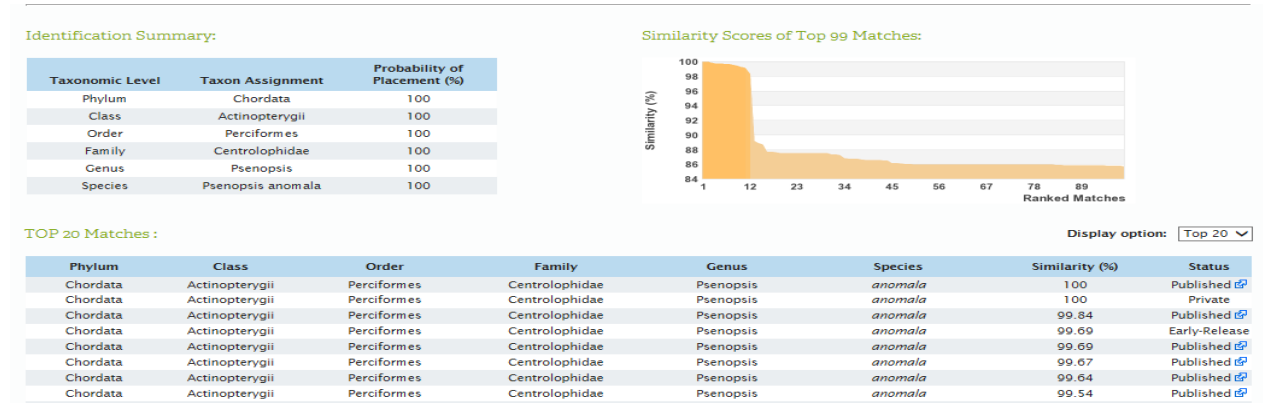 Identification Summary:
Taxonomic Level Taxon Assignment Probability of Placement (%)
Phylum Chordata 100
Class Actinopterygii 100
Order Perciformes 100
Family Centrolophidae 100
Genus Psenopsis 100
Species Psenopsis anomala 100
Similarity Scores of Top 99 Matches:
Similarity (%)
100
98
96
94
92
90
88
86
84
1 12 23 34 45 56 67 78 89
Ranked Matches
TOP 20 Matches :
Display option: Top 20
Phylum Class Order Family Genus Species Similarity (%) Status
Chordata Actinopterygii Perciformes Centrolophidae Psenopsis anomala 100 Published
Chordata Actinopterygii Perciformes Centrolophidae Psenopsis anomala 100 Private
Chordata Actinopterygii Perciformes Centrolophidae Psenopsis anomala 99.84 Published
Chordata Actinopterygii Perciformes Centrolophidae Psenopsis anomala 99.69 Early-Release
Chordata Actinopterygii Perciformes Centrolophidae Psenopsis anomala 99.69 Published
Chordata Actinopterygii Perciformes Centrolophidae Psenopsis anomala 99.67 Published
Chordata Actinopterygii Perciformes Centrolophidae Psenopsis anomala 99.64 Published
Chordata Actinopterygii Perciformes Centrolophidae Psenopsis anomala 99.54 Published